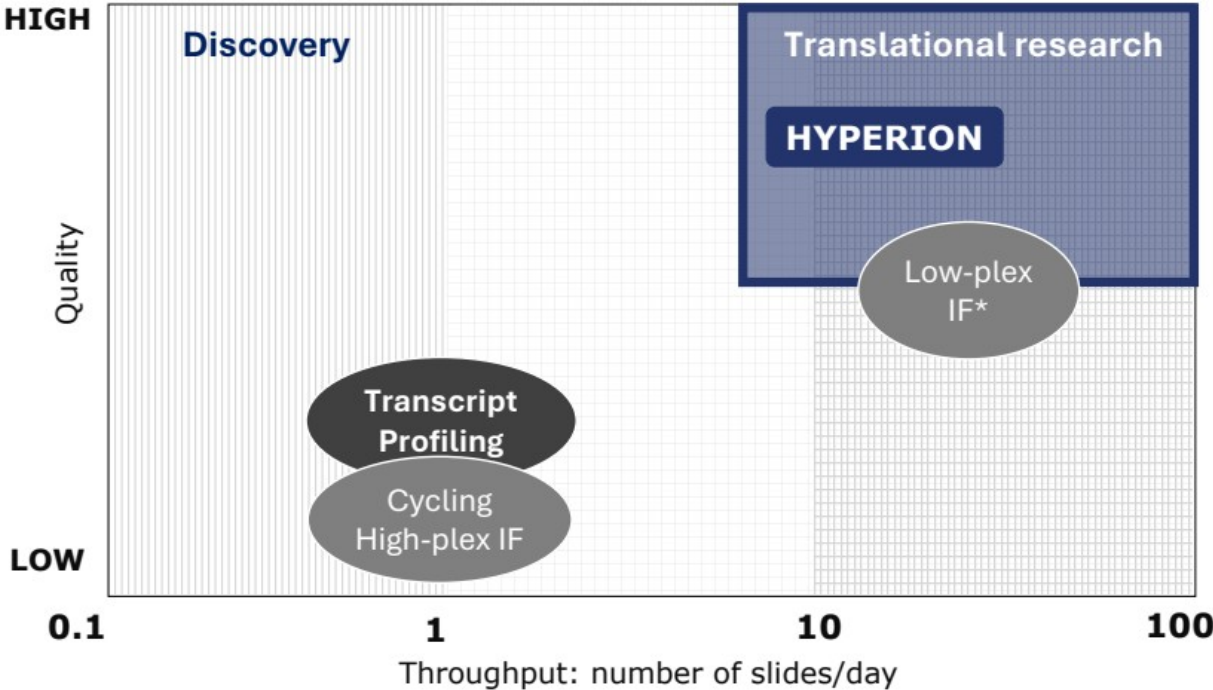 HIGH
Discovery
Translational research
HYPERION
Quality
Low-plex
IF*
Transcript
Profiling
Cycling
High-plex IF
LOW
0.1
1
10
100
Throughput: number of slides/day